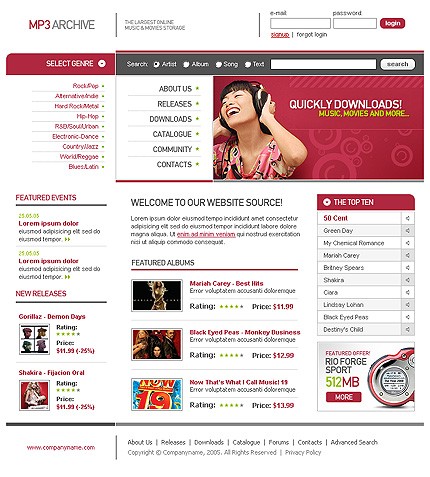 MP3 ARCHIVE
THE LARGEST ONLINE
MUSIC & MOVIES STORAGE
e-mail:
password:
login
signup | forgot login
SELECT GENRE
Search: Artist Album Song Text
search
Rock/Pop
Alternative/Indie
Hard Rock/Metal
Hip-Hop
R&B/Soul/Urban
Electronic-Dance
Country/Jazz
World/Reggae
Blues/Latin
ABOUT US
RELEASES
DOWNLOADS
CATALOGUE
COMMUNITY
CONTACTS
QUICKLY DOWNLOADS!
MUSIC, MOVIES AND MORE...
FEATURED EVENTS
25.05.05
Lorem ipsum dolor
eiusmod adipisicing elit do
eiusmod tempor.
25.05.05
Lorem ipsum dolor
eiusmod adipisicing elit do
eiusmod tempor.
NEW RELEASES
Gorillaz - Demon Days
Rating:
Price:
$11.99 (-25%)
Shakira - Fijacion Oral
Rating:
Price:
$11.99 (-25%)
WELCOME TO OUR WEBSITE SOURCE!
Lorem ipsum dolor eiusmod tempo incididunt amet consectetur
adipisicing elit sed eiusmod tempor incididunt labore dolore
magna aliqua. Ut enim ad minim veniam qui nostrud exercitation
nisi ut aliquip commodo consequat.
FEATURED ALBUMS
Mariah Carey - Best Hits
Error voluptatem accusanti doloremque
Rating: Price: $11.99
Black Eyed Peas - Monkey Business
Error voluptatem accusanti doloremque
Rating: Price: $12.99
Now That's What I Call Music! 19
Error voluptatem accusanti doloremque
Rating: Price: $13.99
NOW
19
THE TOP TEN
50 Cent
Green Day
My Chemical Romance
Mariah Carey
Britney Spears
Shakira
Ciara
Lindsay Lohan
Black Eyed Peas
Destiny's Child
FEATURED OFFER!
RIO FORGE
SPORT
512MB
MORE
www.companyname.com
About Us | Releases | Downloads | Catalogue | Forums | Contacts | Advanced Search
Copyright © Companyname, 2005. All Rights Reserved | Privacy Policy